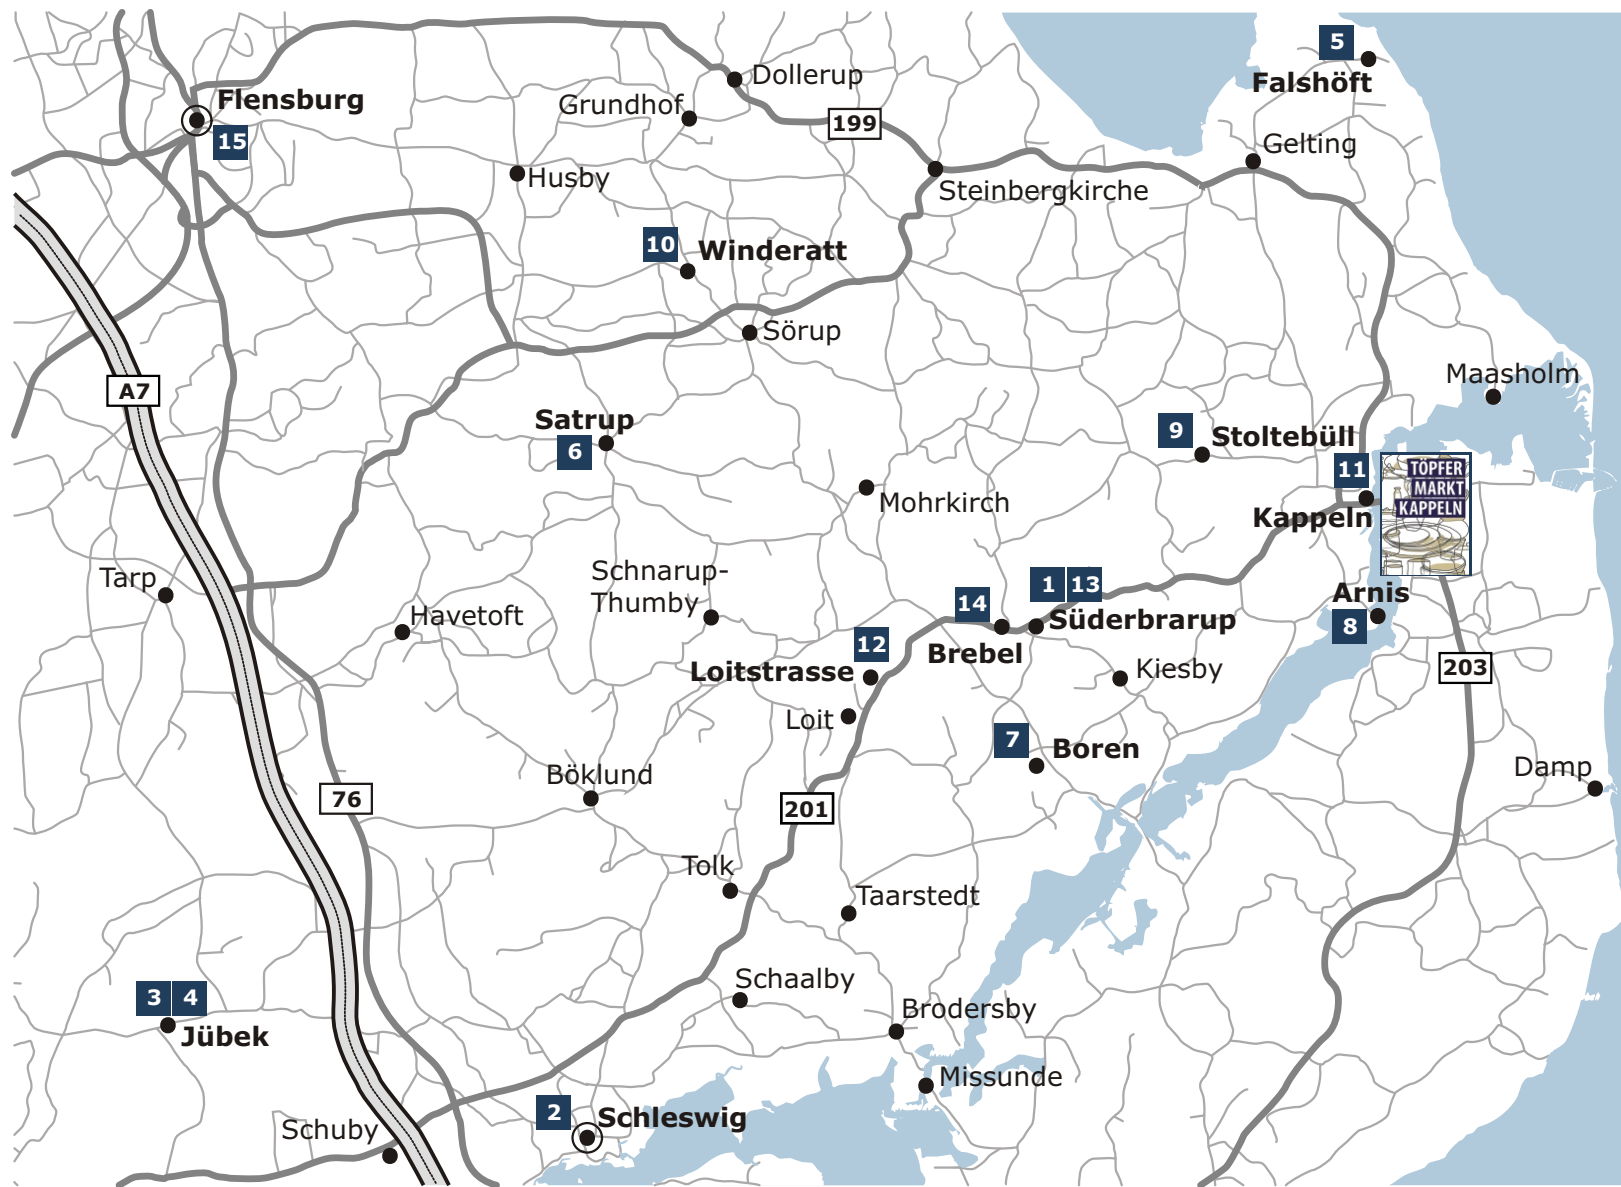 5
Falshöft
Dollerup
Flensburg
15
Grundhof
199
Gelting
Husby
Steinbergkirche
10
Winderatt
Sörup
A7
Maasholm
Satrup
6
9
Stoltebüll
11
TÖPFER
MARKT
KAPPELN
Kappeln
Mohrkirch
Tarp
Schnarup-
Thumby
Havetoft
1
13
14
Süderbrarup
Brebel
Arnis
8
12
Loitstrasse
Kiesby
203
Loit
7
Boren
Böklund
Damp
76
201
Tolk
Taarstedt
3
4
Jübek
Schaalby
Brodersby
Missunde
2
Schleswig
Schuby